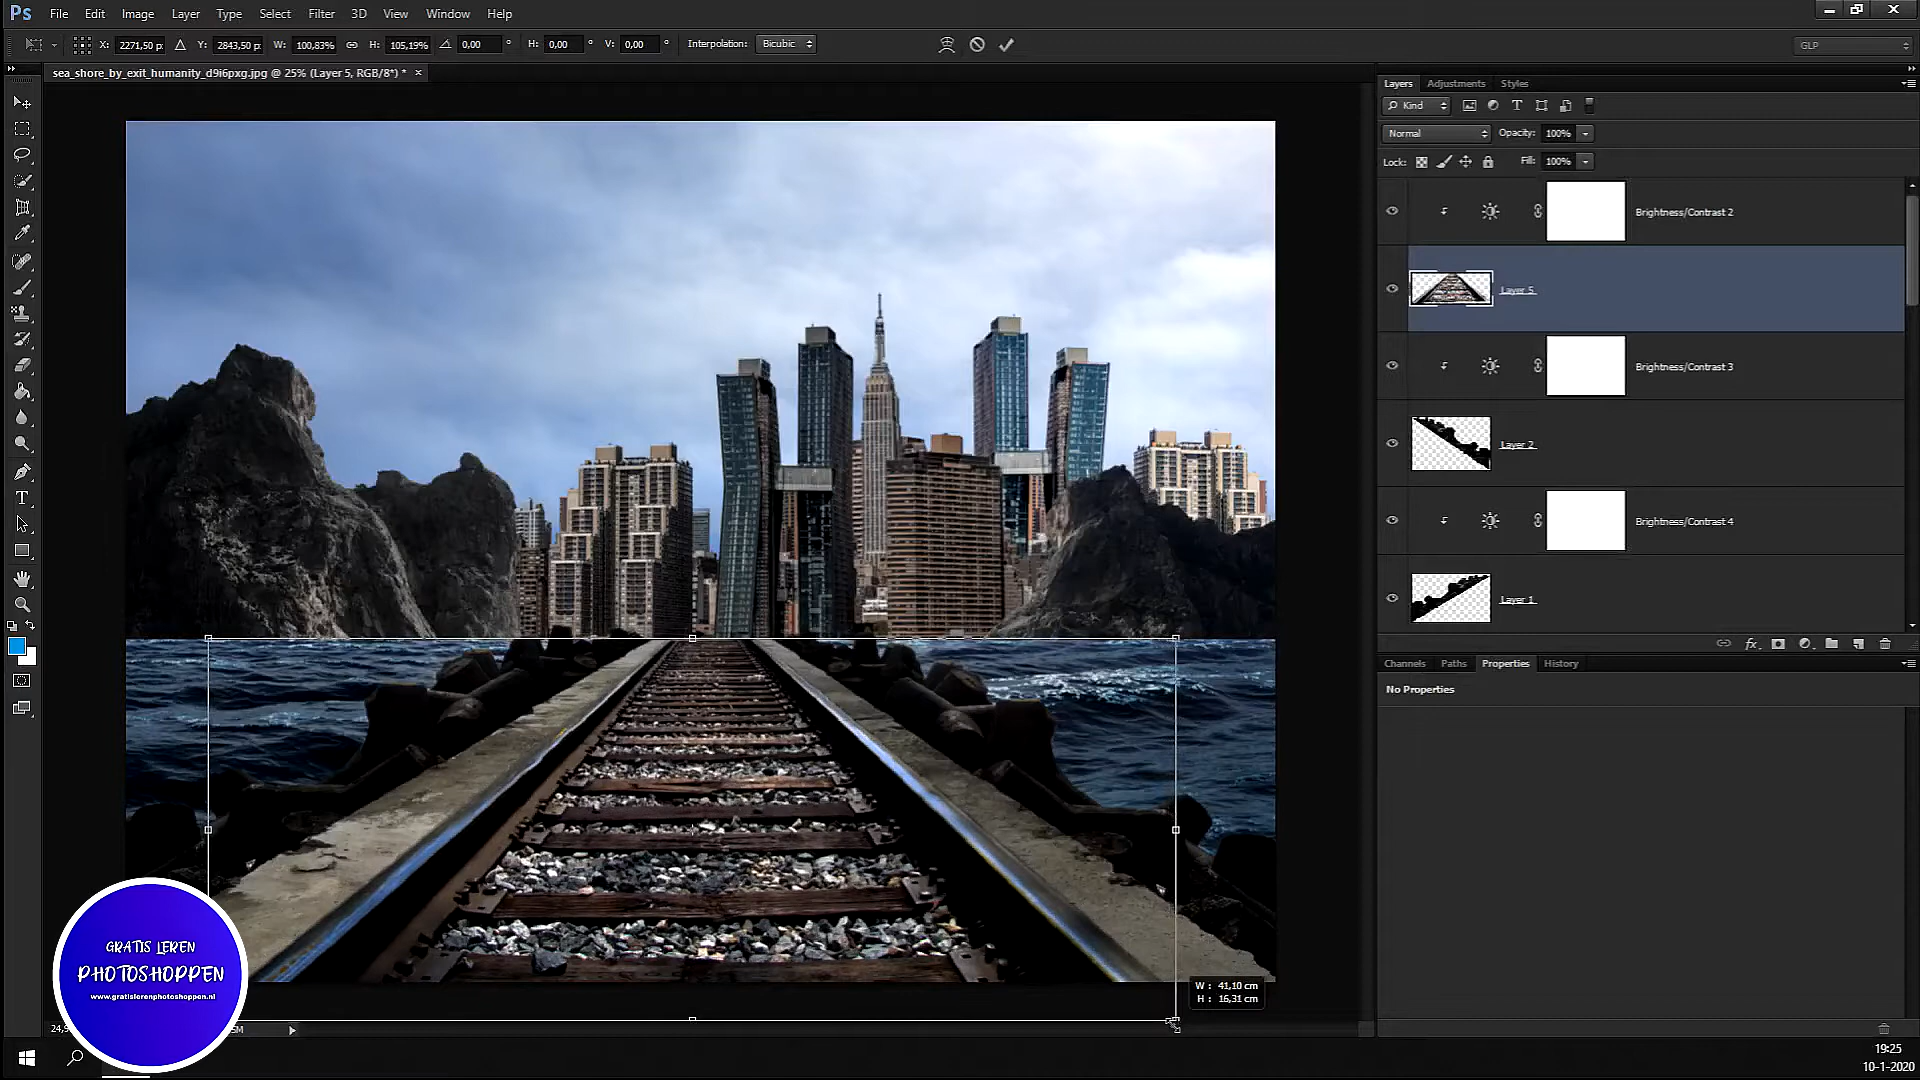 Ps File Edit Image Layer Type Select Filter 3D View Window Help
X: 2271,50 p Y: 2843,50 p W: 100,83% H: 105,19% 0,00 ° H: 0,00 ° V: 0,00 ° Interpolation: Bicubic GLP
sea_shore_by_exit_humanity_d9i6pxg.jpg @ 25% (Layer 5, RGB/8*) * ×
Layers Adjustments Styles
Kind
Normal Opacity: 100%
Lock: Fill: 100%
Brightness/Contrast 2
Layer 5
Brightness/Contrast 3
Layer 2
Brightness/Contrast 4
Layer 1
Channels Paths Properties History
No Properties
GRATIS LEREN
PHOTOSHOPPEN
www.gratislerenphotoshoppen.nl
W : 41,10 cm
H : 16,31 cm
19:25
10-1-2020